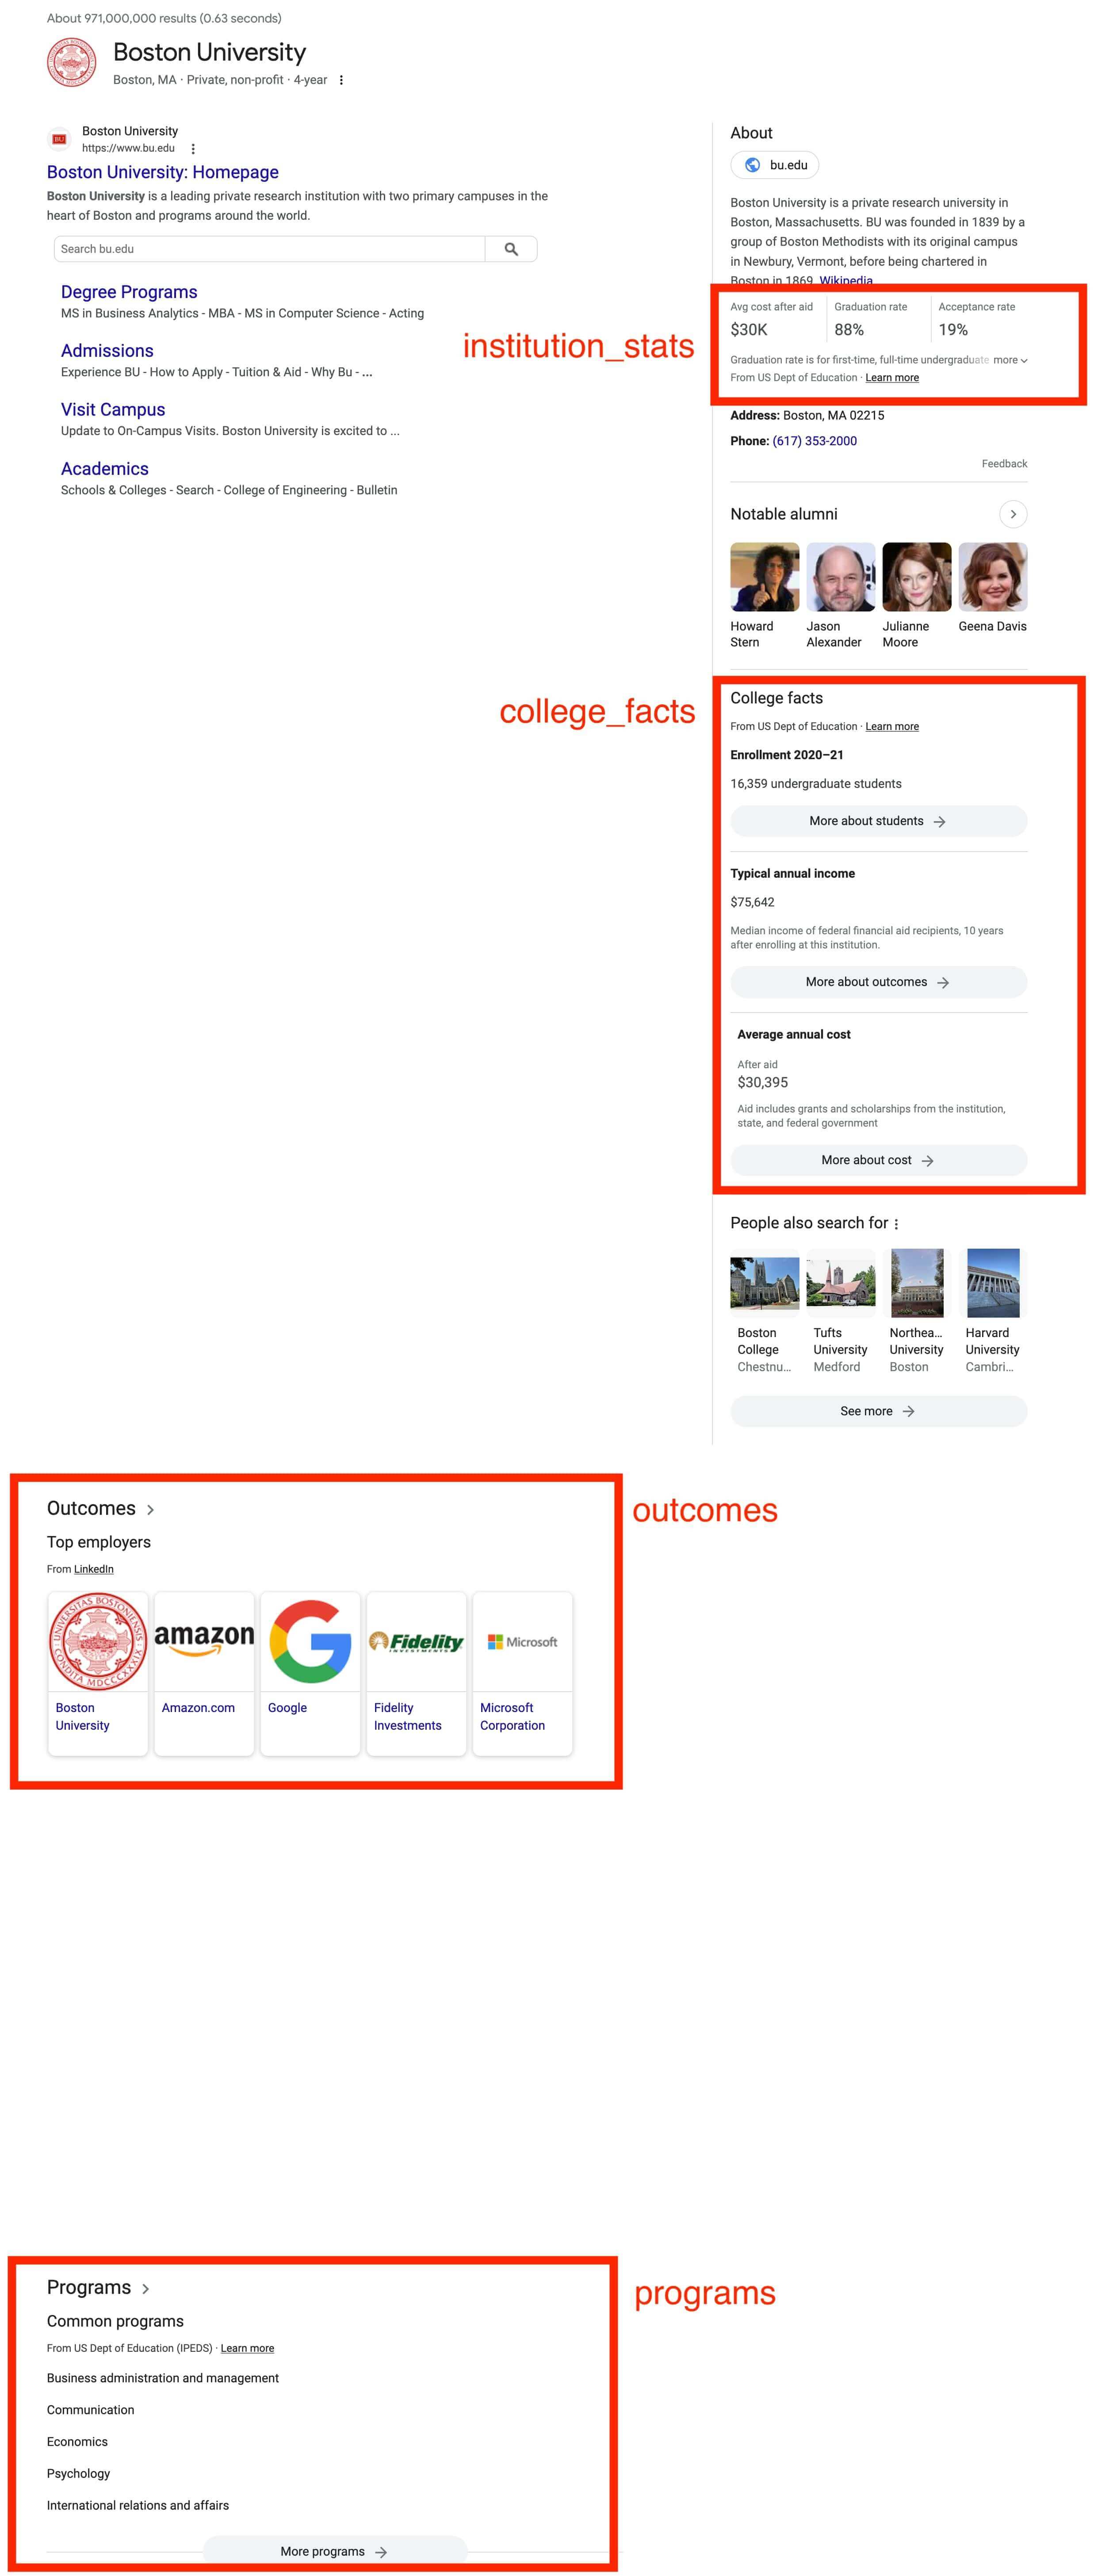 About 971,000,000 results (0.63 seconds)
Boston University
Boston, MA · Private, non-profit · 4-year
BU
Boston University
https://www.bu.edu
Boston University: Homepage
Boston University is a leading private research institution with two primary campuses in the
heart of Boston and programs around the world.
Search bu.edu
Degree Programs
MS in Business Analytics - MBA - MS in Computer Science - Acting
Admissions
Experience BU - How to Apply - Tuition & Aid - Why Bu - ...
Visit Campus
Update to On-Campus Visits. Boston University is excited to ...
Academics
Schools & Colleges - Search - College of Engineering - Bulletin
About
bu.edu
Boston University is a private research university in
Boston, Massachusetts. BU was founded in 1839 by a
group of Boston Methodists with its original campus
in Newbury, Vermont, before being chartered in
Boston in 1869. Wikipedia
institution_stats
Avg cost after aid
$30K
Graduation rate
88%
Acceptance rate
19%
Graduation rate is for first-time, full-time undergraduate more
From US Dept of Education · Learn more
Address: Boston, MA 02215
Phone: (617) 353-2000
Feedback
Notable alumni
Howard
Stern
Jason
Alexander
Julianne
Moore
Geena Davis
college_facts
College facts
From US Dept of Education · Learn more
Enrollment 2020–21
16,359 undergraduate students
More about students
Typical annual income
$75,642
Median income of federal financial aid recipients, 10 years
after enrolling at this institution.
More about outcomes
Average annual cost
After aid
$30,395
Aid includes grants and scholarships from the institution,
state, and federal government
More about cost
People also search for
Boston
College
Chestnu...
Tufts
University
Medford
Northea...
University
Boston
Harvard
University
Cambri...
See more
outcomes
Outcomes
Top employers
From LinkedIn
UNIVERSITAS BOSTONIENSIS
CONDITA MDCCCXXXIX
amazon
Fidelity
INVESTMENTS
Microsoft
Boston
University
Amazon.com
Google
Fidelity
Investments
Microsoft
Corporation
programs
Programs
Common programs
From US Dept of Education (IPEDS) · Learn more
Business administration and management
Communication
Economics
Psychology
International relations and affairs
More programs